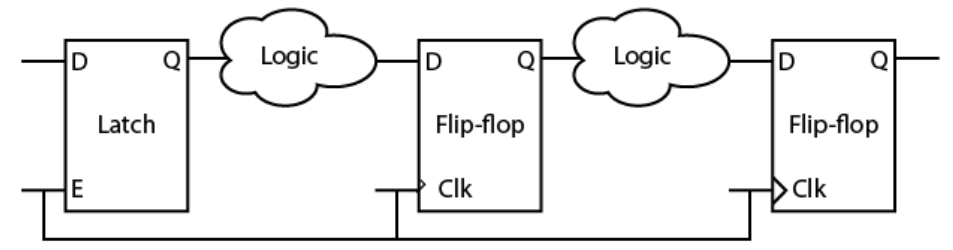 D Q Logic D Q Logic D Q
Latch Flip-flop Flip-flop
E Clk Clk